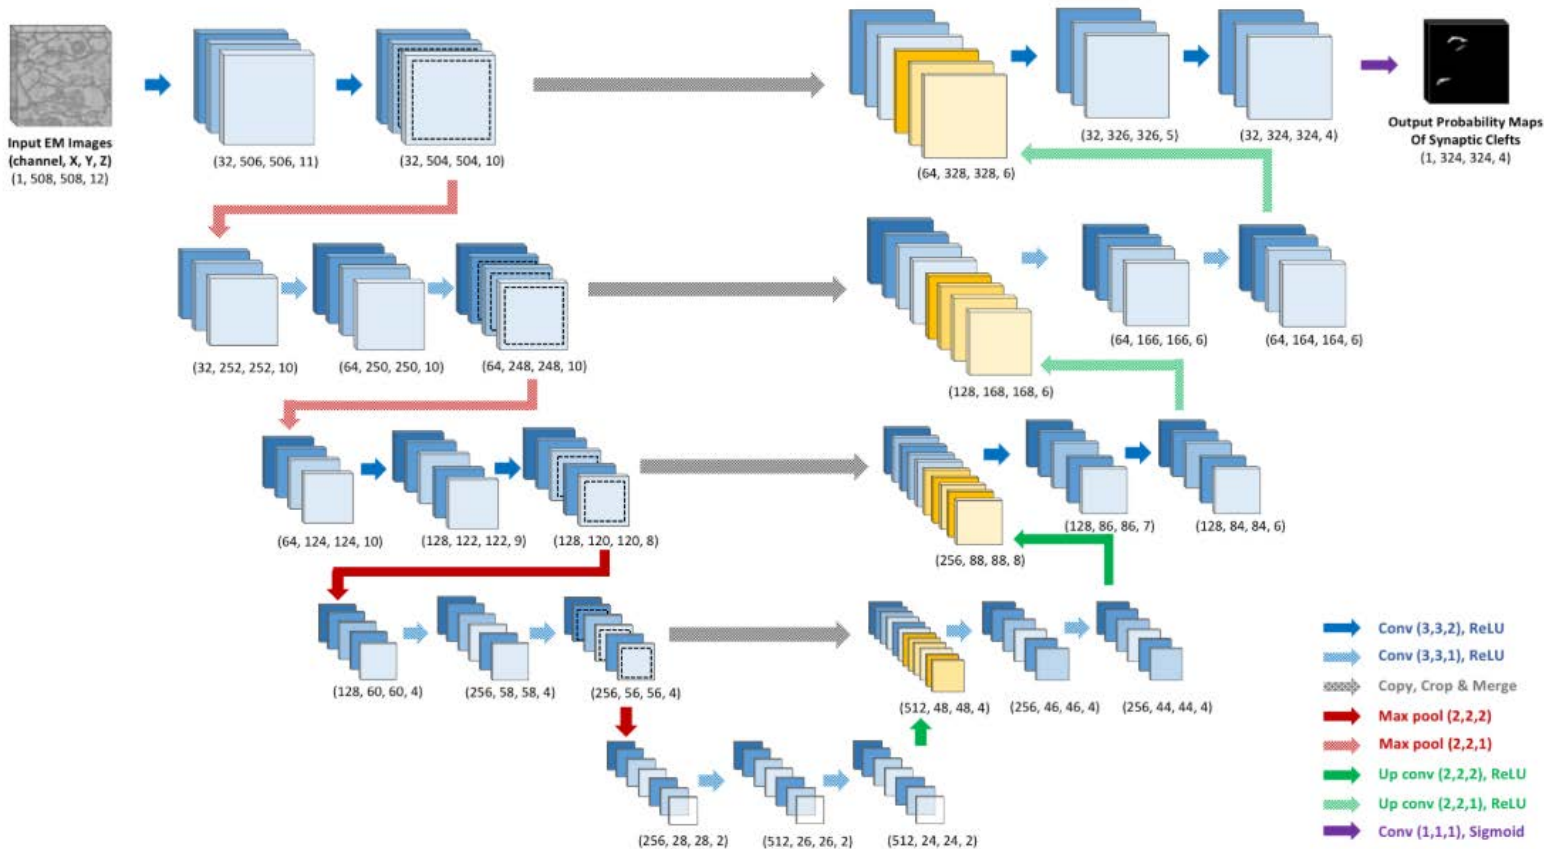 Input EM Images
(channel, X, Y, Z)
(1, 508, 508, 12)
(32, 506, 506, 11)
(32, 504, 504, 10)
(64, 328, 328, 6)
(32, 326, 326, 5)
(32, 324, 324, 4)
Output Probability Maps
Of Synaptic Clefts
(1, 324, 324, 4)
(32, 252, 252, 10)
(64, 250, 250, 10)
(64, 248, 248, 10)
(128, 168, 168, 6)
(64, 166, 166, 6)
(64, 164, 164, 6)
(64, 124, 124, 10)
(128, 122, 122, 9)
(128, 120, 120, 8)
(256, 88, 88, 8)
(128, 86, 86, 7)
(128, 84, 84, 6)
(128, 60, 60, 4)
(256, 58, 58, 4)
(256, 56, 56, 4)
(512, 48, 48, 4)
(256, 46, 46, 4)
(256, 44, 44, 4)
(256, 28, 28, 2)
(512, 26, 26, 2)
(512, 24, 24, 2)
Conv (3,3,2), ReLU
Conv (3,3,1), ReLU
Copy, Crop & Merge
Max pool (2,2,2)
Max pool (2,2,1)
Up conv (2,2,2), ReLU
Up conv (2,2,1), ReLU
Conv (1,1,1), Sigmoid